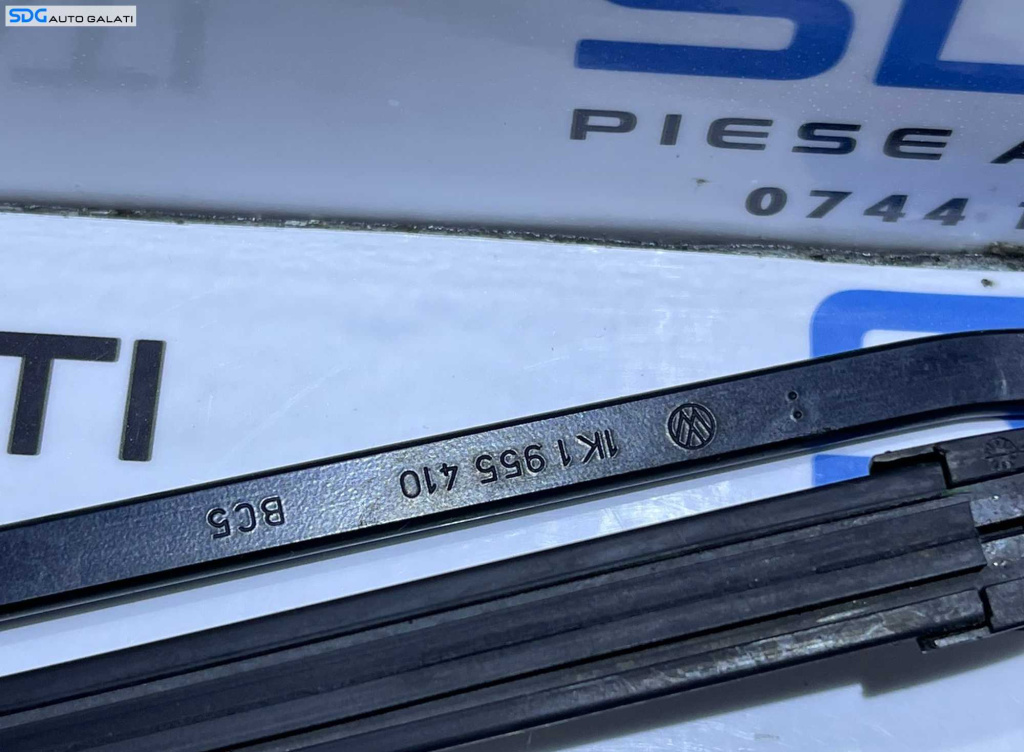 SDG AUTO GALATI
PIESE
0744
TI
1K1 955 410
BC5